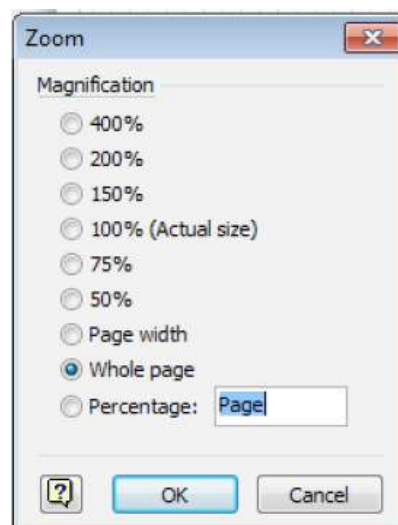 Zoom
Magnification
400%
200%
150%
100% (Actual size)
75%
50%
Page width
Whole page
Percentage: Page
? OK Cancel